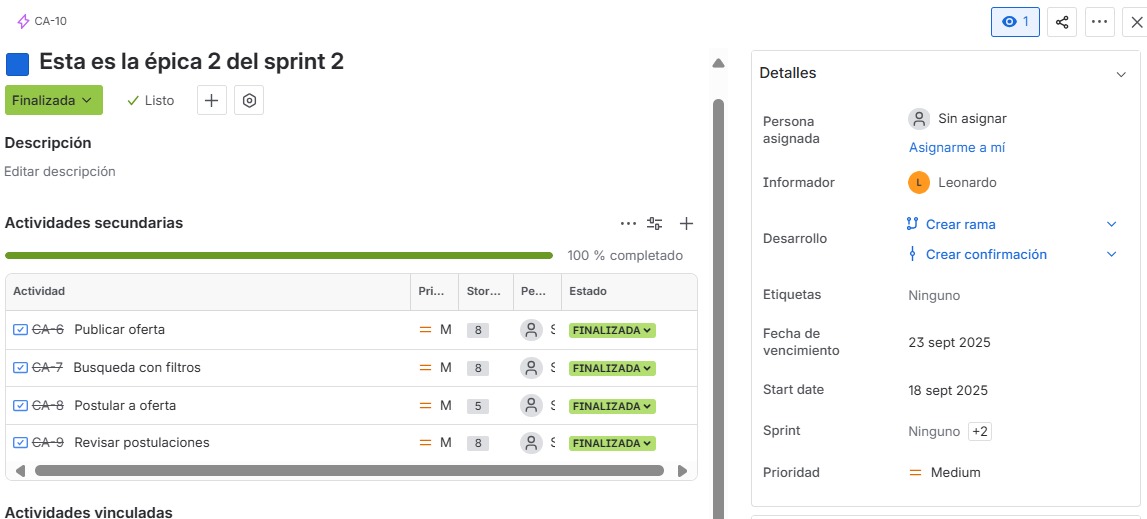 CA-10
1
Esta es la épica 2 del sprint 2
Finalizada
Listo
Descripción
Editar descripción
Actividades secundarias
100 % completado
Actividad Pri... Stor... Pe... Estado
CA-6 Publicar oferta M 8 S FINALIZADA
CA-7 Busqueda con filtros M 8 S FINALIZADA
CA-8 Postular a oferta M 5 S FINALIZADA
CA-9 Revisar postulaciones M 8 S FINALIZADA
Actividades vinculadas
Detalles
Persona
asignada
Sin asignar
Asignarme a mí
Informador
L
Leonardo
Desarrollo
Crear rama
Crear confirmación
Etiquetas
Ninguno
Fecha de
vencimiento
23 sept 2025
Start date
18 sept 2025
Sprint
Ninguno +2
Prioridad
Medium